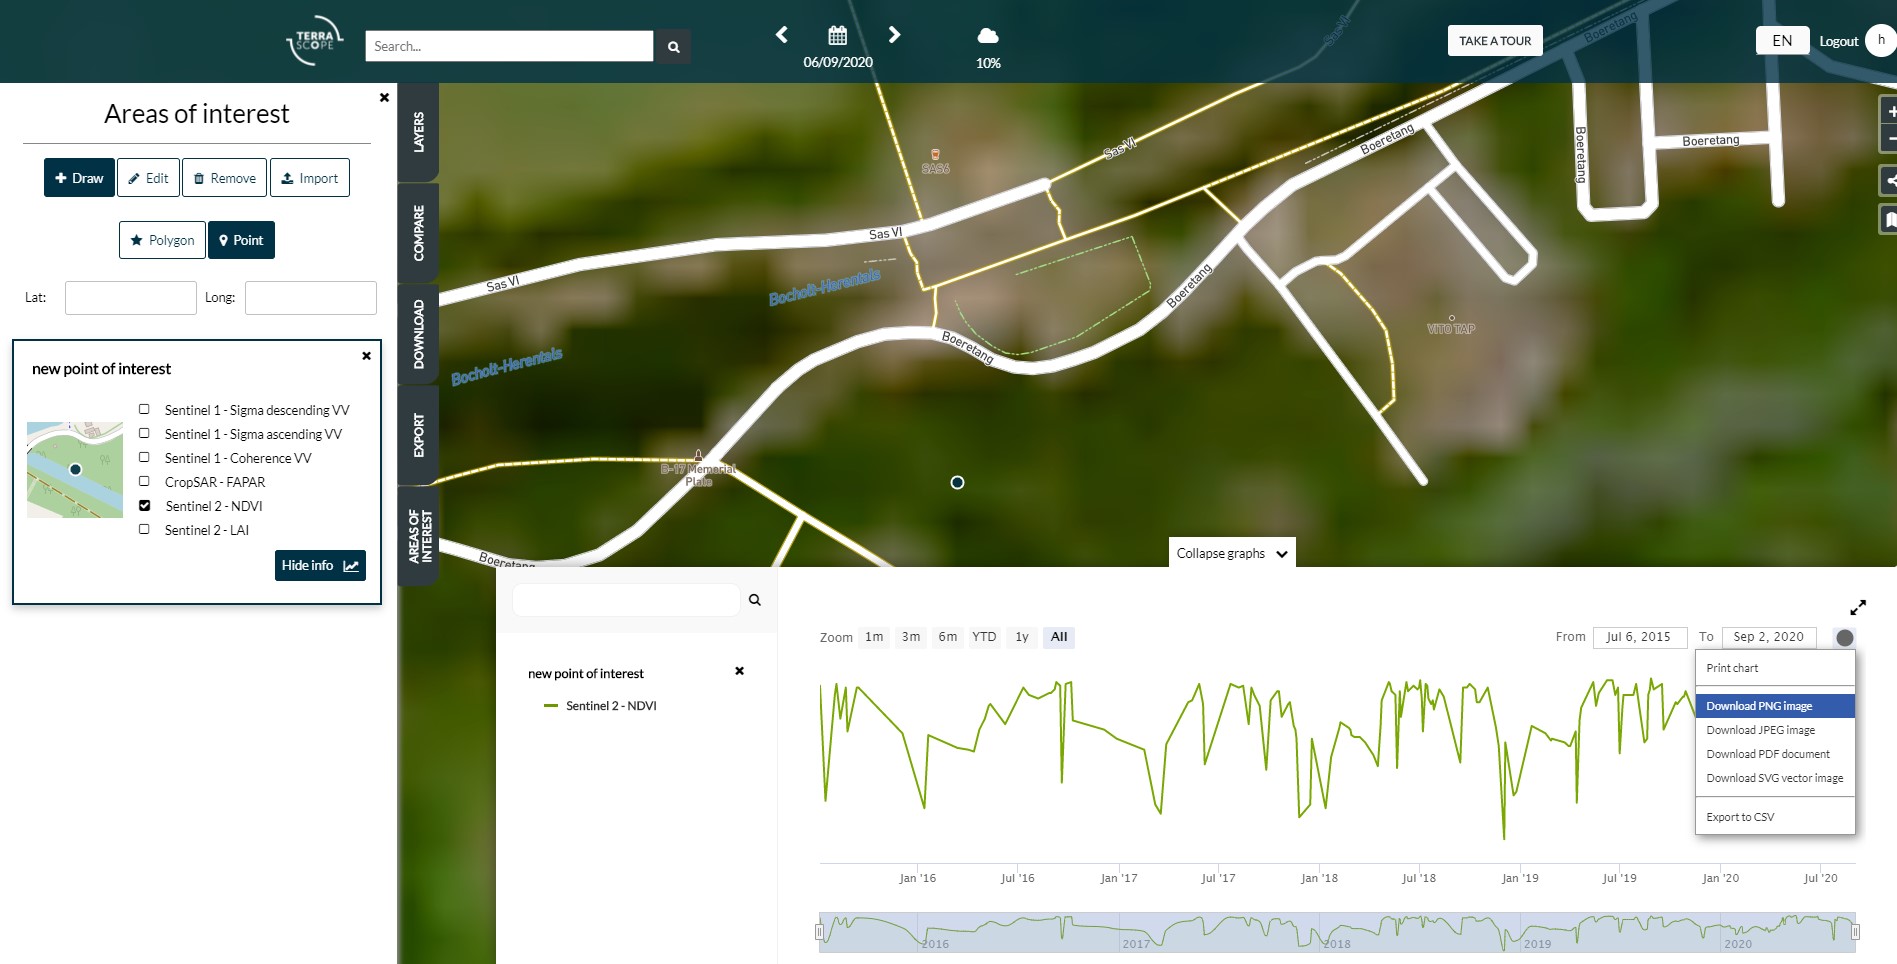 TERRA
SCOPE
Search...
06/09/2020
10%
TAKE A TOUR
EN
Logout
h
Areas of interest
Draw
Edit
Remove
Import
Polygon
Point
Lat:
Long:
new point of interest
Sentinel 1 - Sigma descending VV
Sentinel 1 - Sigma ascending VV
Sentinel 1 - Coherence VV
CropSAR - FAPAR
Sentinel 2 - NDVI
Sentinel 2 - LAI
Hide info
LAYERS
COMPARE
DOWNLOAD
EXPORT
AREAS OF
INTEREST
Sas VI
Boeretang
SAS6
Sas VI
Boeretang
Boeretang
Boeretang
Sas VI
Sas VI
Bocholt-Herentals
Boeretang
Bocholt-Herentals
Boeretang
VITO TAP
B-17 Memorial
Plate
Boeretang
Collapse graphs
new point of interest
Sentinel 2 - NDVI
Zoom 1m 3m 6m YTD 1y All
From Jul 6, 2015 To Sep 2, 2020
Print chart
Download PNG image
Download JPEG image
Download PDF document
Download SVG vector image
Export to CSV
Jan '16 Jul '16 Jan '17 Jul '17 Jan '18 Jul '18 Jan '19 Jul '19 Jan '20 Jul '20
2016 2017 2018 2019 2020